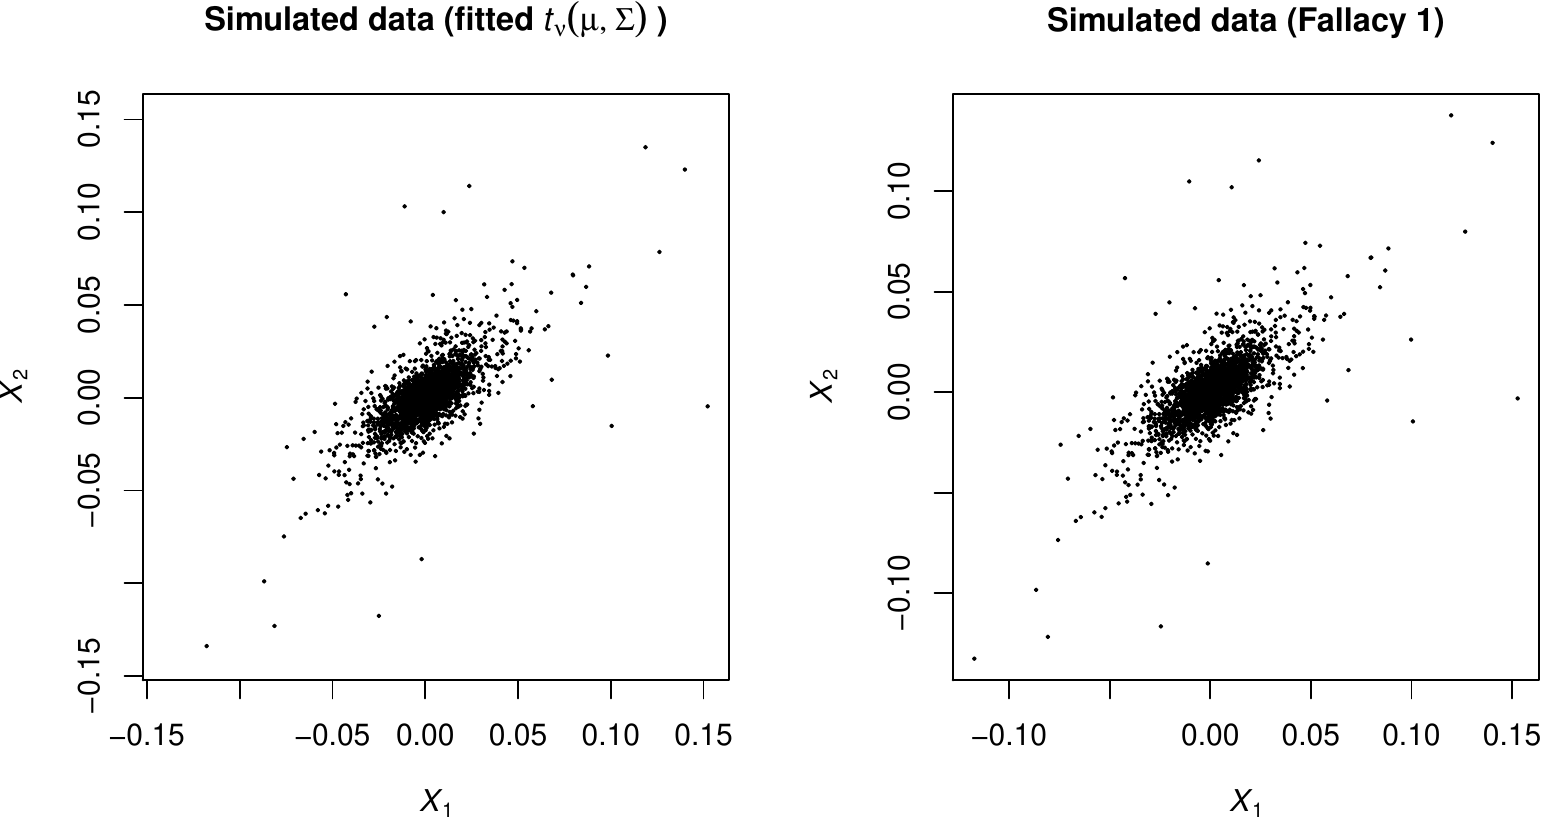 Simulated data (fitted tν(μ, Σ) )
0.15
0.10
0.05
0.00
−0.05
−0.15
X2
−0.15 −0.05 0.00 0.05 0.10 0.15
X1
Simulated data (Fallacy 1)
0.10
0.05
0.00
−0.10
X2
−0.10 0.00 0.05 0.10 0.15
X1